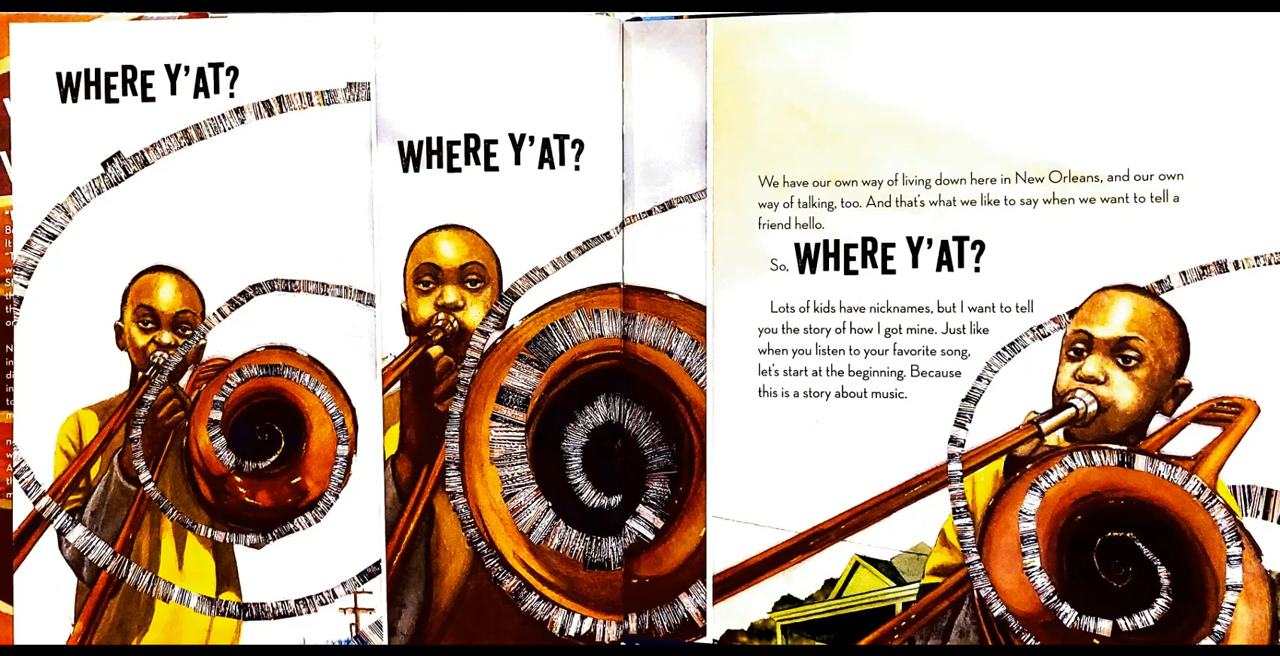 WHERE Y'AT?
WHERE Y'AT?
We have our own way of living down here in New Orleans, and our own
way of talking, too. And that's what we like to say when we want to tell a
friend hello.
So, WHERE Y'AT?
Lots of kids have nicknames, but I want to tell
you the story of how I got mine. Just like
when you listen to your favorite song,
let's start at the beginning. Because
this is a story about music.